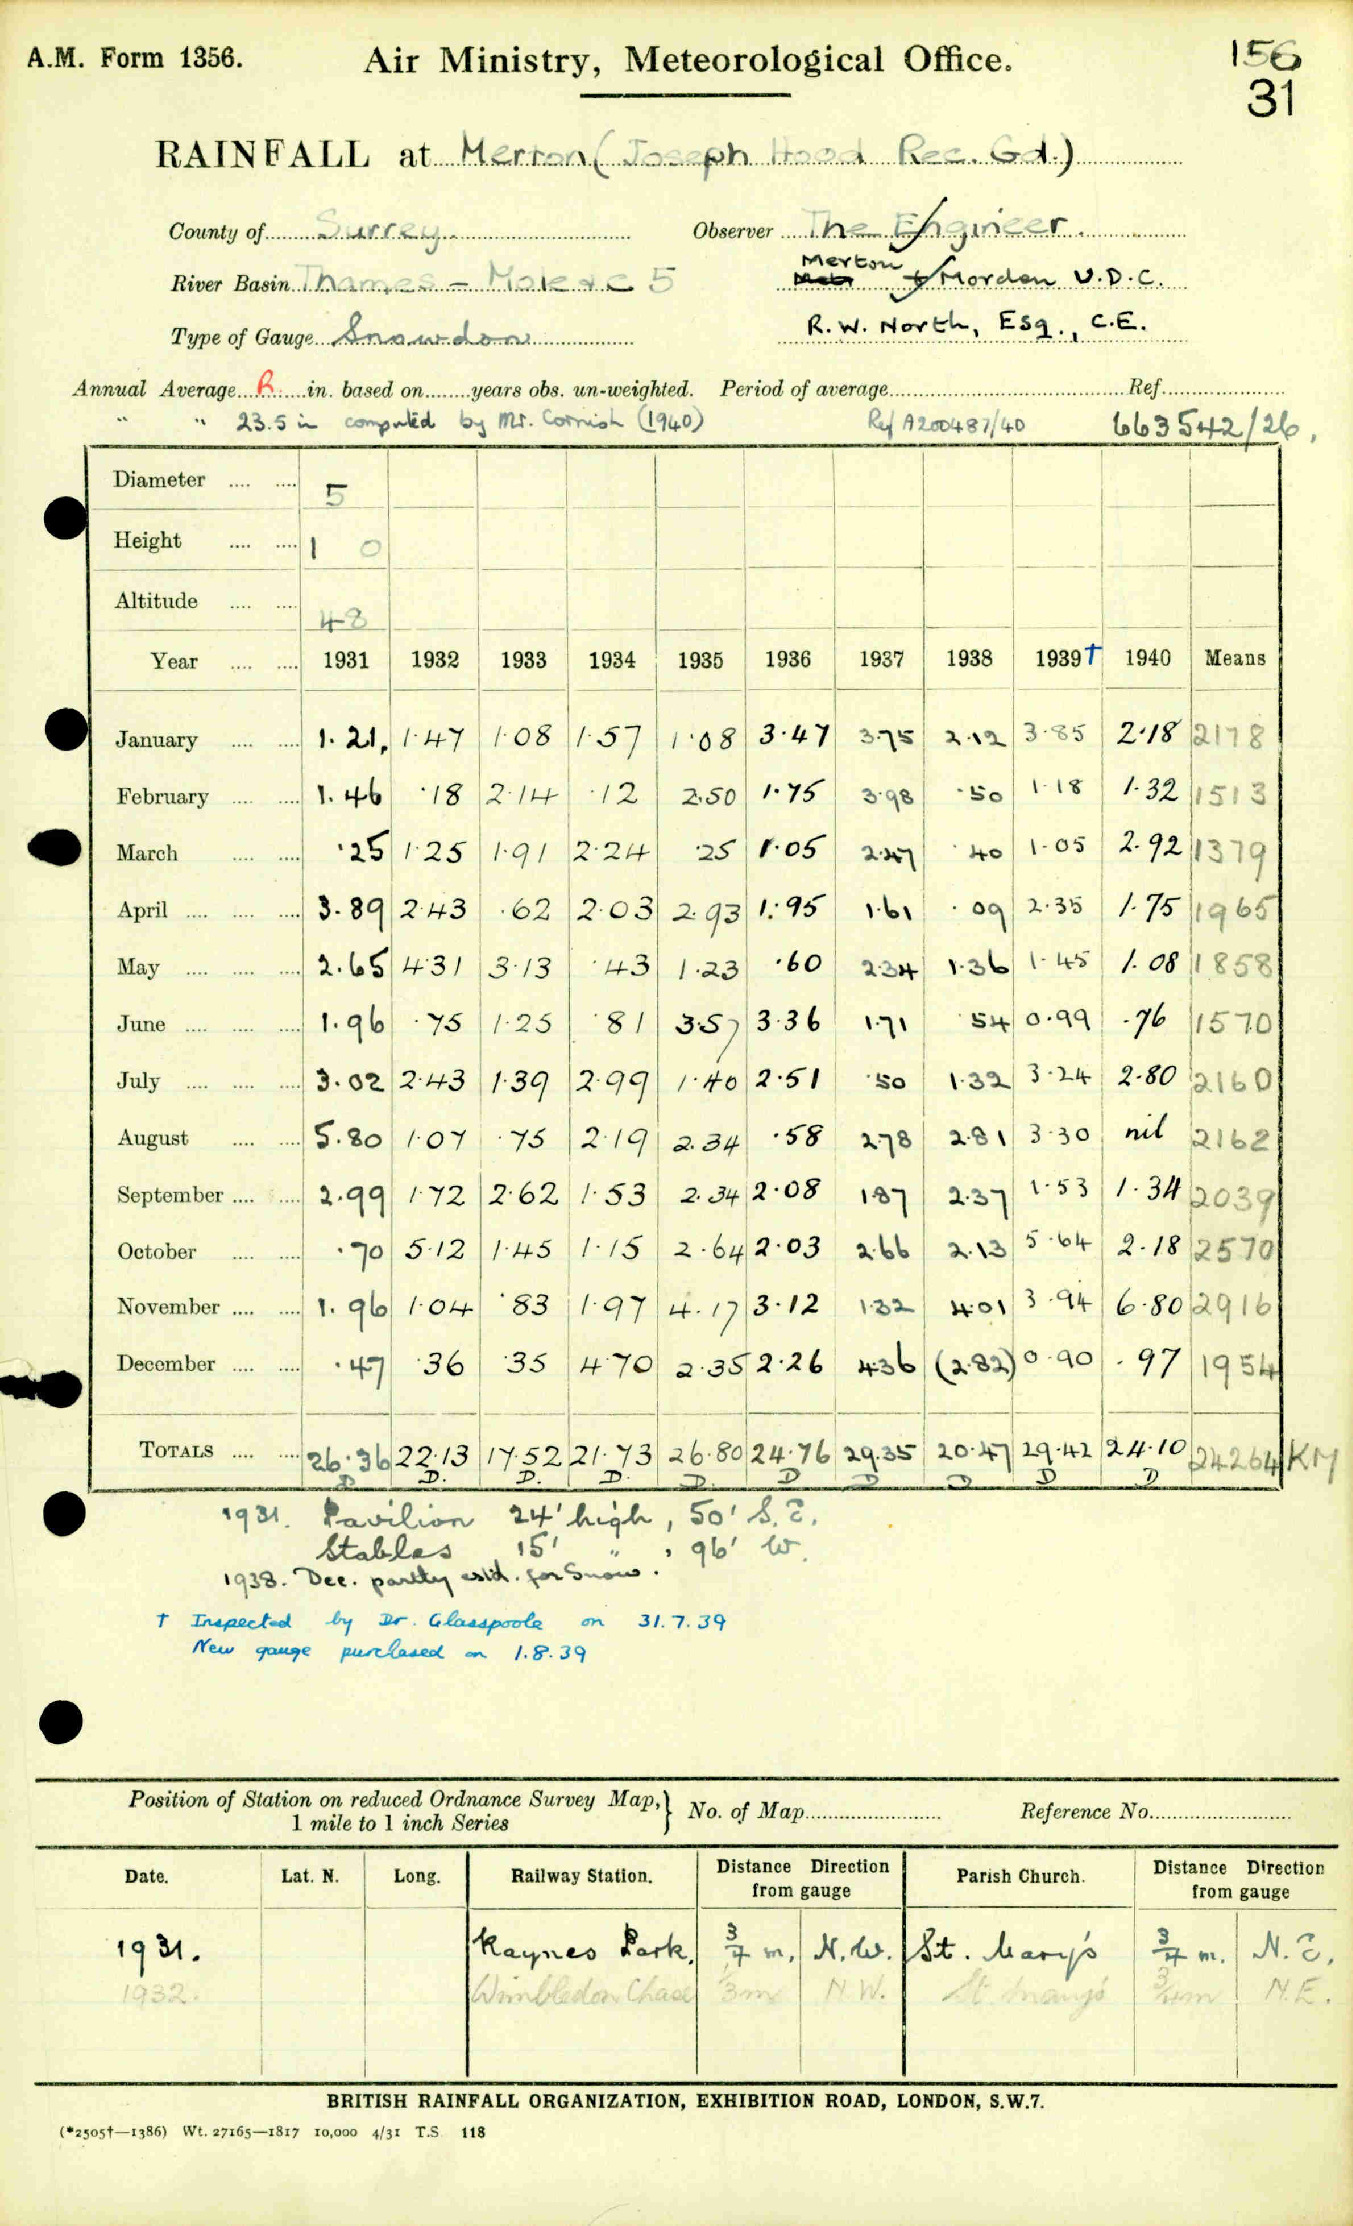 A.M. Form 1356.
Air Ministry, Meteorological Office.
156
31
RAINFALL at Merton (Joseph Hood Rec. Gd.)
County of Surrey
Observer The Engineer.
River Basin Thames - Mole &c 5
Merton & Morden U.D.C.
Type of Gauge Snowdon
R.W. North, Esq., C.E.
Annual Average R in. based on years obs. un-weighted. Period of average Ref.
" " 23.5 in computed by Mr. Cornish (1940) Ref A200487/40 663542/26.
Diameter 5
Height 1 0
Altitude 48
Year 1931 1932 1933 1934 1935 1936 1937 1938 1939† 1940 Means
January 1.21, 1.47 1.08 1.57 1.08 3.47 3.75 2.12 3.85 2.18 2178
February 1.46 .18 2.14 .12 2.50 1.75 3.98 .50 1.18 1.32 1513
March .25 1.25 1.91 2.24 .25 1.05 2.47 .40 1.05 2.92 1379
April 3.89 2.43 .62 2.03 2.93 1.95 1.61 .09 2.35 1.75 1965
May 2.65 4.31 3.13 .43 1.23 .60 2.34 1.36 1.45 1.08 1858
June 1.96 .75 1.25 .81 3.57 3.36 1.71 .54 0.99 .76 1570
July 3.02 2.43 1.39 2.99 1.40 2.51 .50 1.32 3.24 2.80 2160
August 5.80 1.07 .75 2.19 2.34 .58 2.78 2.81 3.30 nil 2162
September 2.99 1.72 2.62 1.53 2.34 2.08 1.87 2.37 1.53 1.34 2039
October .70 5.12 1.45 1.15 2.64 2.03 2.66 2.13 5.64 2.18 2570
November 1.96 1.04 .83 1.97 4.17 3.12 1.32 4.01 3.94 6.80 2916
December .47 .36 .35 4.70 2.35 2.26 4.36 (2.82) 0.90 .97 1954
TOTALS 26.36 22.13 17.52 21.73 26.80 24.76 29.35 20.47 29.42 24.10 24264 KM
D D. D. D. D. D D D D D
1931. Pavilion 24' high, 50' S.E.
Stables 15' " , 96' W.
1938. Dec. partly estd. for Snow.
† Inspected by Dr. Glasspoole on 31.7.39
New gauge purchased on 1.8.39
Position of Station on reduced Ordnance Survey Map, } No. of Map Reference No.
1 mile to 1 inch Series
Date. Lat. N. Long. Railway Station. Distance Direction from gauge Parish Church. Distance Direction from gauge
1931. Raynes Park. 3/4 m. N.W. St. Mary's 3/4 m. N.E.
1932. Wimbledon Chase 1/3m N.W. St Mary's 3/4m N.E.
BRITISH RAINFALL ORGANIZATION, EXHIBITION ROAD, LONDON, S.W.7.
(*2505†—1386) Wt. 27165—1817 10,000 4/31 T.S 118